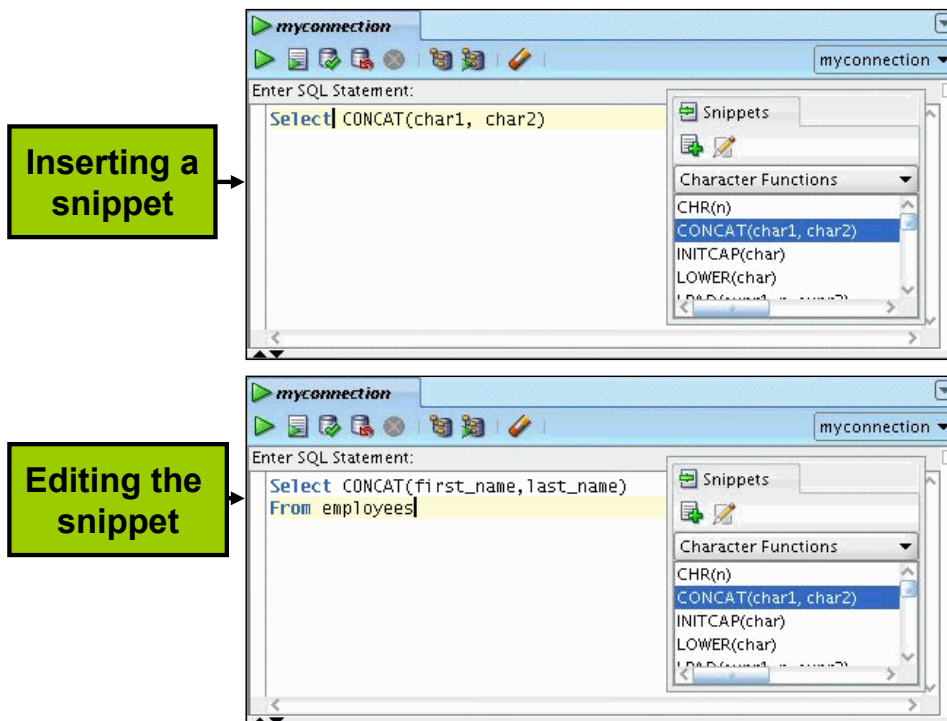 myconnection
myconnection
Enter SQL Statement:
Select CONCAT(char1, char2)
Snippets
Character Functions
CHR(n)
CONCAT(char1, char2)
INITCAP(char)
LOWER(char)
Inserting a
snippet
myconnection
myconnection
Enter SQL Statement:
Select CONCAT(first_name,last_name)
From employees
Snippets
Character Functions
CHR(n)
CONCAT(char1, char2)
INITCAP(char)
LOWER(char)
Editing the
snippet